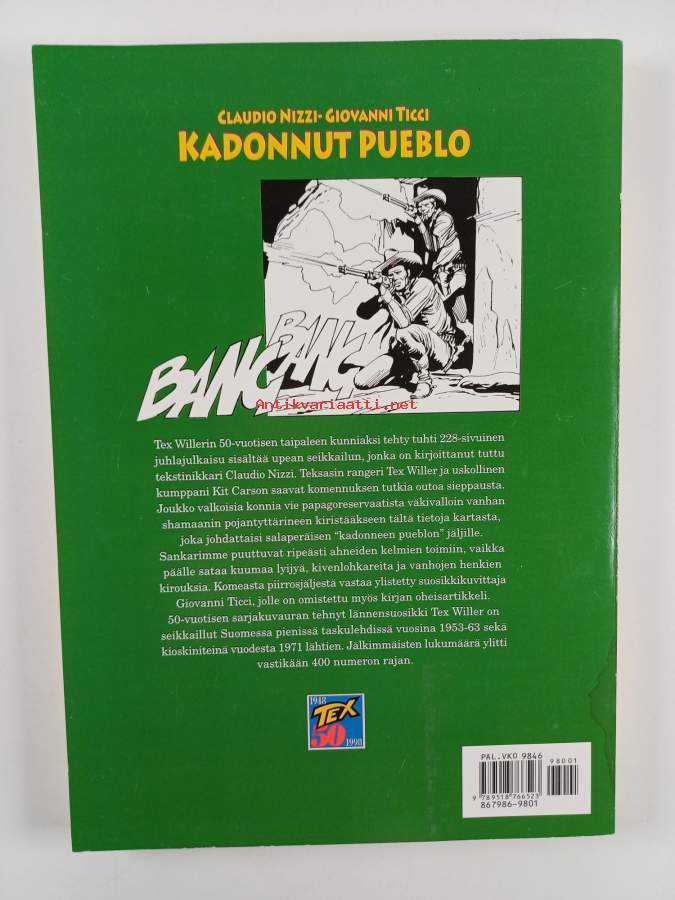 CLAUDIO NIZZI-GIOVANNI TICCI
KADONNUT PUEBLO
BANG
BANG
Antikvariaatti.net
Tex Willerin 50-vuotisen taipaleen kunniaksi tehty tuhti 228-sivuinen
juhlajulkaisu sisältää upean seikkailun, jonka on kirjoittanut tuttu
tekstinikkari Claudio Nizzi. Teksasin rangeri Tex Willer ja uskollinen
kumppani Kit Carson saavat komennuksen tutkia outoa sieppausta.
Joukko valkoisia konnia vie papagoreservaatista väkivalloin vanhan
shamaanin pojantyttärineen kiristääkseen tältä tietoja kartasta,
joka johdattaisi salaperäisen “kadonneen pueblon” jäljille.
Sankarimme puuttuvat ripeästi ahneiden kelmien toimiin, vaikka
päälle sataa kuumaa lyijyä, kivenlohkareita ja vanhojen henkien
kirouksia. Komeasta piirrosjäljestä vastaa ylistetty suosikkikuvittaja
Giovanni Ticci, jolle on omistettu myös kirjan oheisartikkeli.
50-vuotisen sarjakuvauran tehnyt lännensuosikki Tex Willer on
seikkaillut Suomessa pienissä taskulehdissä vuosina 1953-63 sekä
kioskiniteinä vuodesta 1971 lähtien. Jälkimmäisten lukumäärä ylitti
vastikään 400 numeron rajan.
1948
TEX
50
1998
PAL.VKO 9846
98001
9 789518 766523
867986-9801